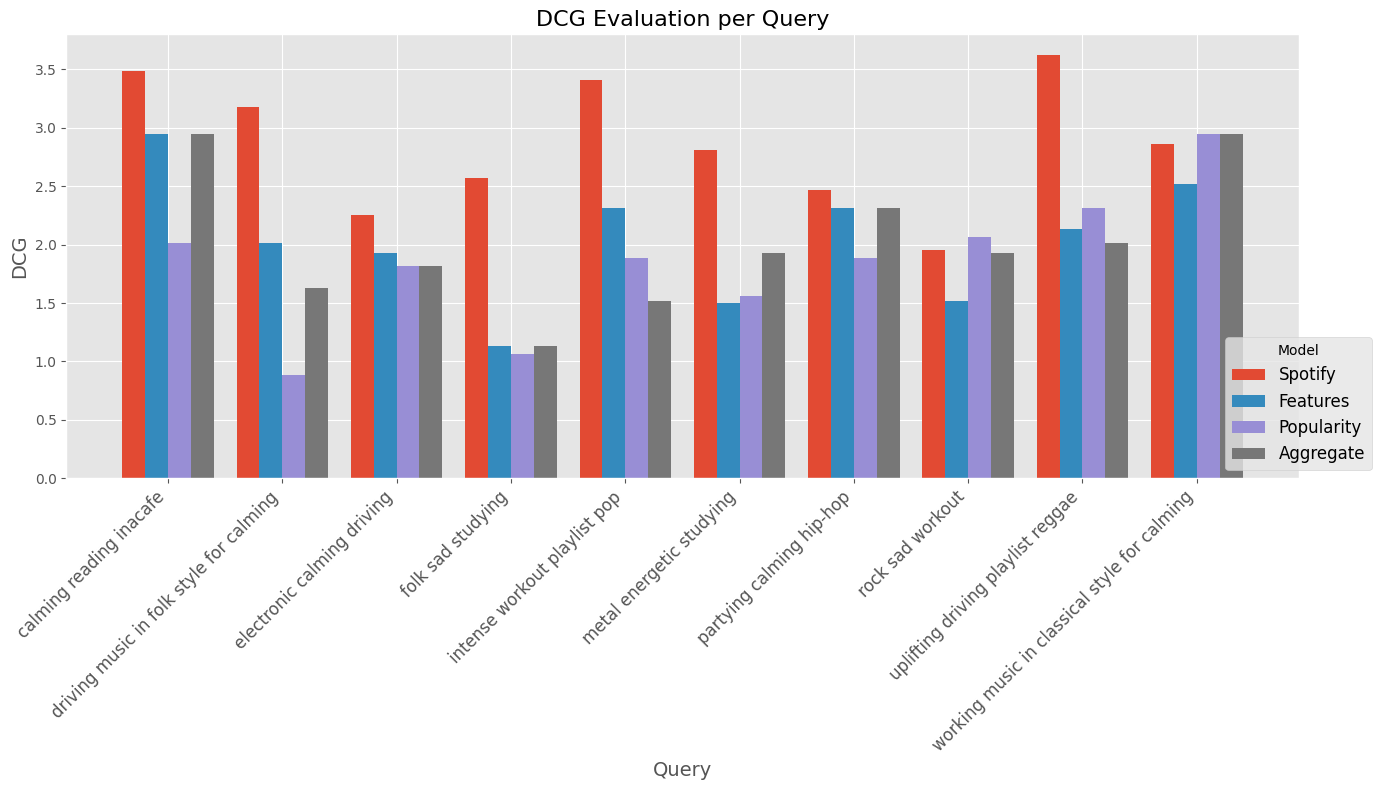 DCG Evaluation per Query
DCG
3.5
3.0
2.5
2.0
1.5
1.0
0.5
0.0
Model
Spotify
Features
Popularity
Aggregate
calming reading inacafe
driving music in folk style for calming
electronic calming driving
folk sad studying
intense workout playlist pop
metal energetic studying
partying calming hip-hop
rock sad workout
uplifting driving playlist reggae
working music in classical style for calming
Query